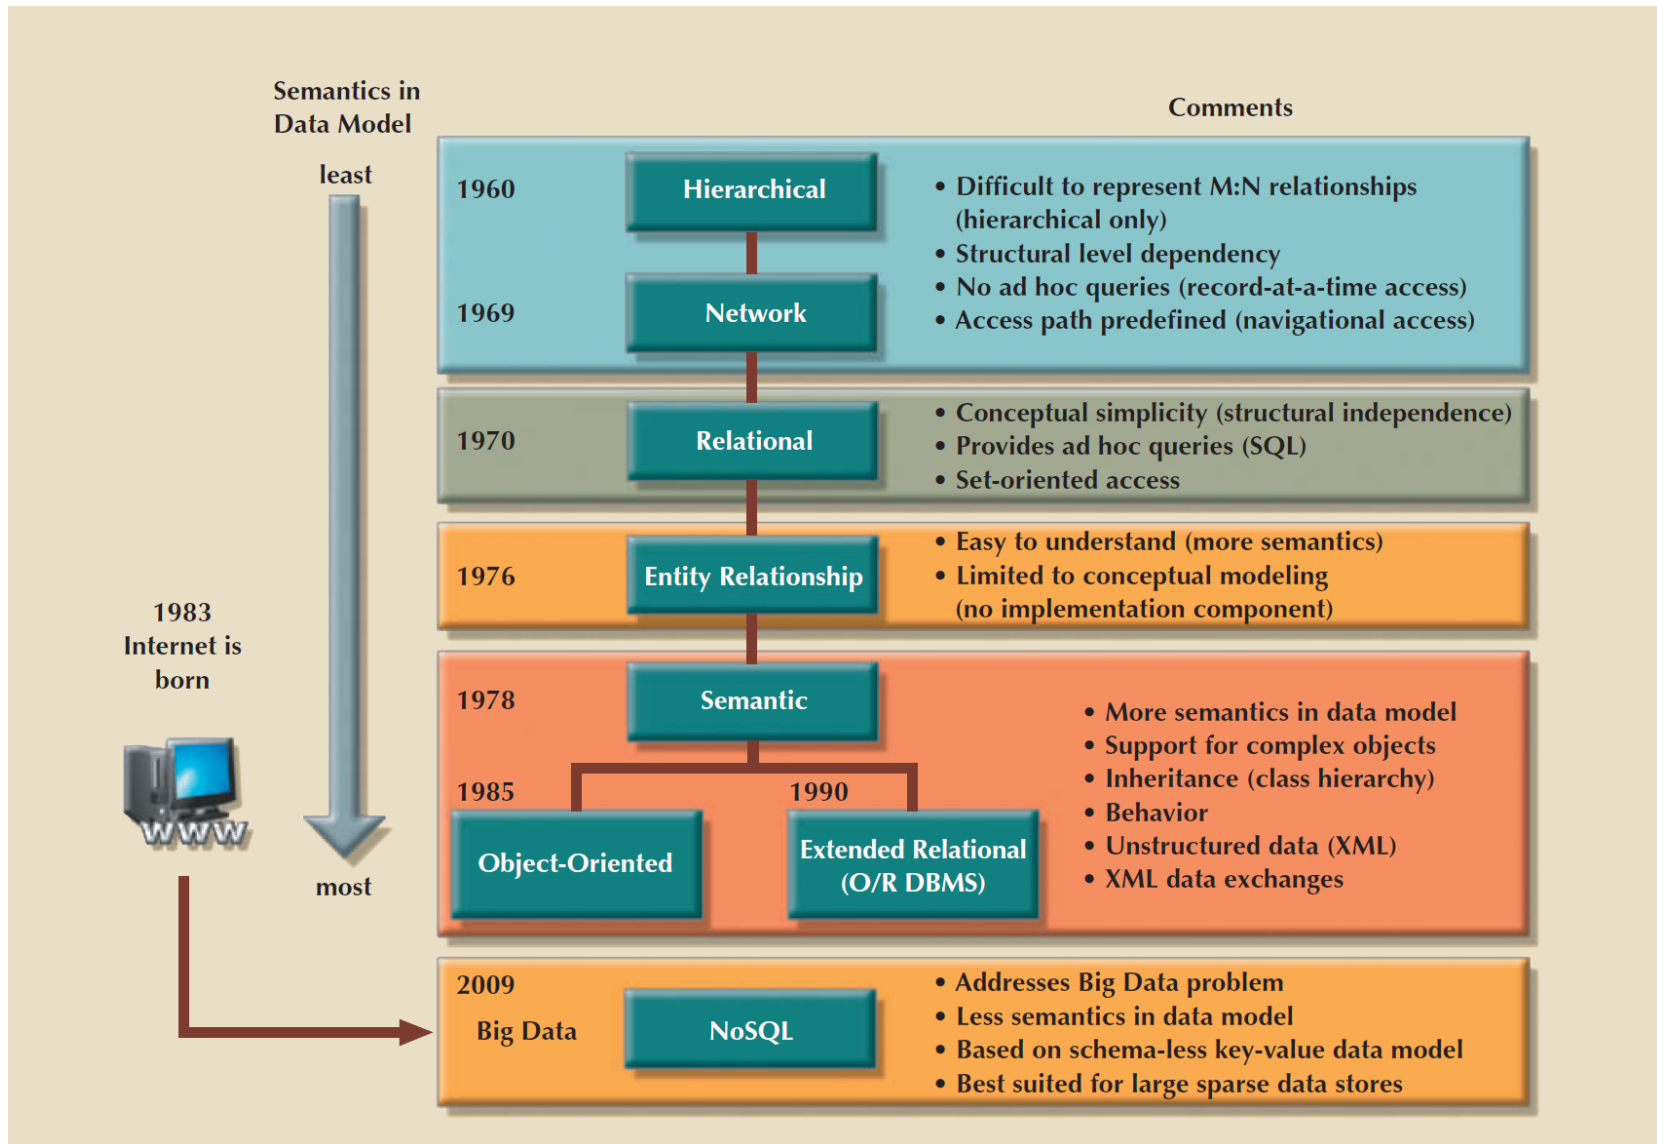 Semantics in
Data Model
least
most
Comments
1960
Hierarchical
1969
Network
• Difficult to represent M:N relationships
(hierarchical only)
• Structural level dependency
• No ad hoc queries (record-at-a-time access)
• Access path predefined (navigational access)
1970
Relational
• Conceptual simplicity (structural independence)
• Provides ad hoc queries (SQL)
• Set-oriented access
1976
Entity Relationship
• Easy to understand (more semantics)
• Limited to conceptual modeling
(no implementation component)
1983
Internet is
born
WWW
1978
Semantic
1985
Object-Oriented
1990
Extended Relational
(O/R DBMS)
• More semantics in data model
• Support for complex objects
• Inheritance (class hierarchy)
• Behavior
• Unstructured data (XML)
• XML data exchanges
2009
Big Data
NoSQL
• Addresses Big Data problem
• Less semantics in data model
• Based on schema-less key-value data model
• Best suited for large sparse data stores